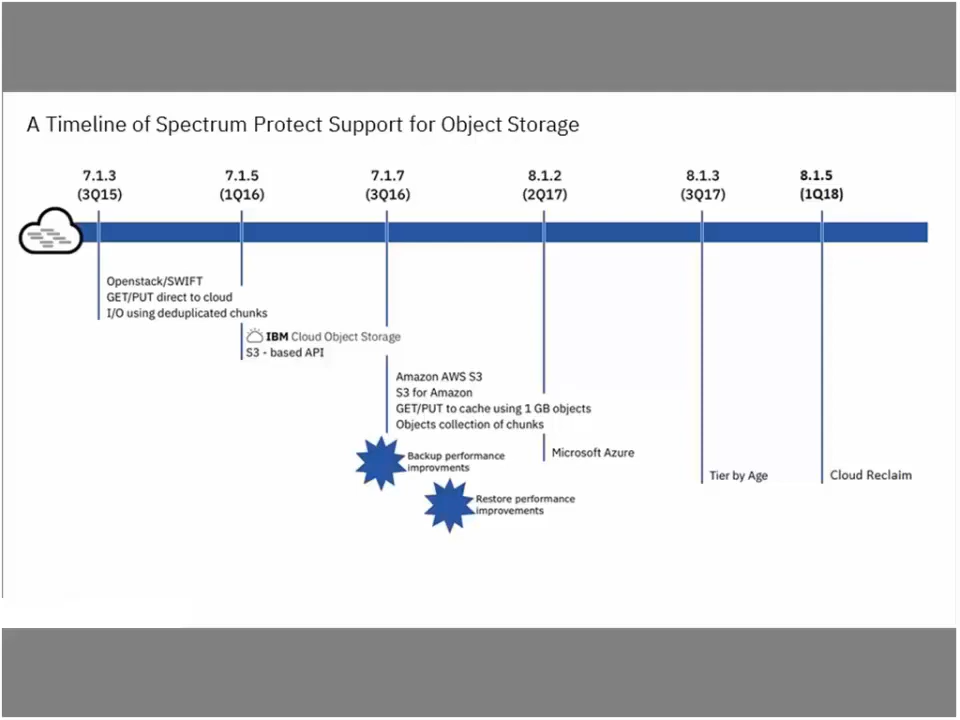 A Timeline of Spectrum Protect Support for Object Storage
7.1.3
(3Q15)
7.1.5
(1Q16)
7.1.7
(3Q16)
8.1.2
(2Q17)
8.1.3
(3Q17)
8.1.5
(1Q18)
Openstack/SWIFT
GET/PUT direct to cloud
I/O using deduplicated chunks
IBM Cloud Object Storage
S3 - based API
Amazon AWS S3
S3 for Amazon
GET/PUT to cache using 1 GB objects
Objects collection of chunks
Backup performance
improvments
Restore performance
improvements
Microsoft Azure
Tier by Age
Cloud Reclaim